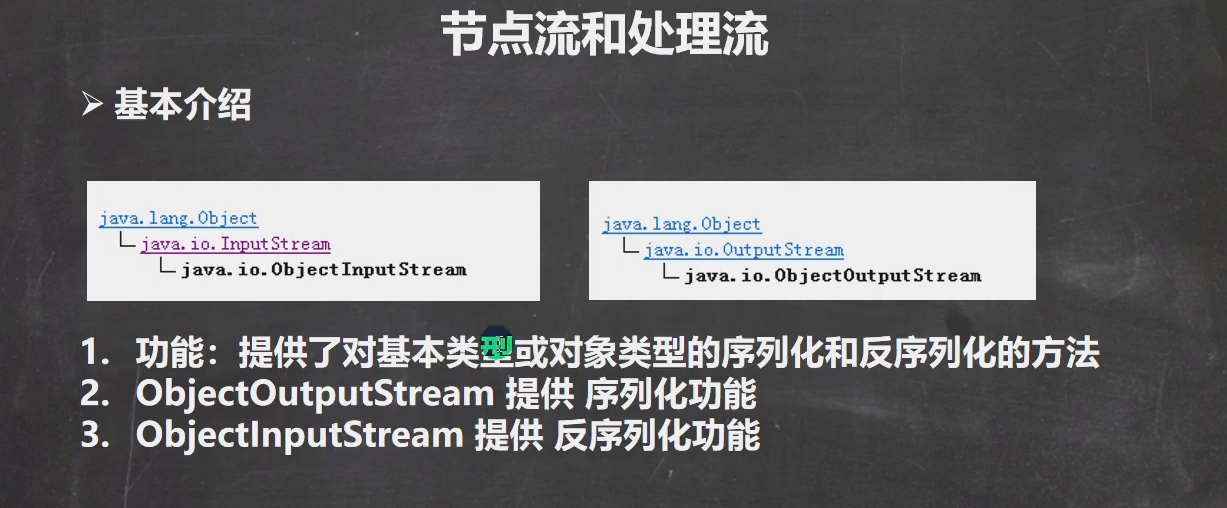 节点流和处理流
➢ 基本介绍
java.lang.Object
java.io.InputStream
java.io.ObjectInputStream
java.lang.Object
java.io.OutputStream
java.io.ObjectOutputStream
1. 功能：提供了对基本类型或对象类型的序列化和反序列化的方法
2. ObjectOutputStream 提供 序列化功能
3. ObjectInputStream 提供 反序列化功能